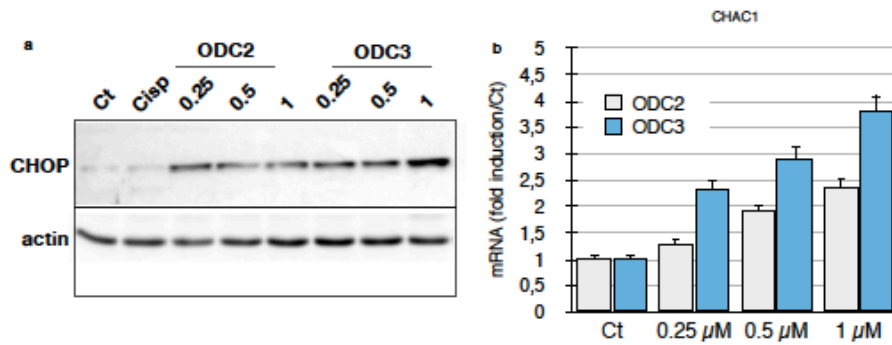 a
ODC2 ODC3
Ct Cisp 0.25 0.5 1 0.25 0.5 1
CHOP
actin
b
CHAC1
mRNA (fold induction/Ct)
5
4,5
4
3,5
3
2,5
2
1,5
1
0,5
0
ODC2
ODC3
Ct 0.25 µM 0.5 µM 1 µM